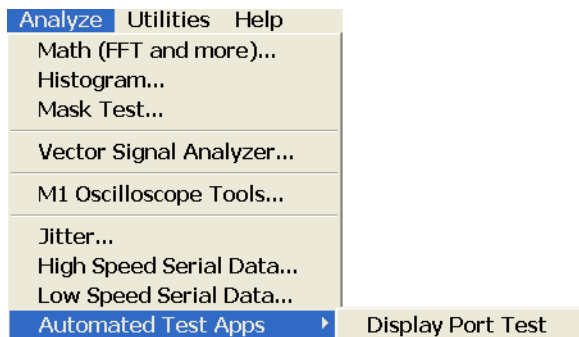 Analyze Utilities Help
Math (FFT and more)...
Histogram...
Mask Test...
Vector Signal Analyzer...
M1 Oscilloscope Tools...
Jitter...
High Speed Serial Data...
Low Speed Serial Data...
Automated Test Apps Display Port Test